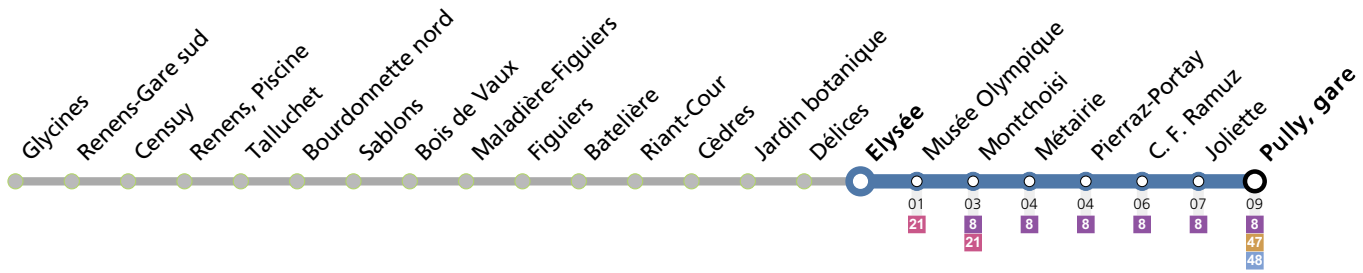 Glycines
Renens-Gare sud
Censuy
Renens, Piscine
Talluchet
Bourdonnette nord
Sablons
Bois de Vaux
Maladière-Figuiers
Figuiers
Batelière
Riant-Cour
Cèdres
Jardin botanique
Délices
Elysée
Musée Olympique
Montchoisi
Métairie
Pierraz-Portay
C. F. Ramuz
Joliette
Pully, gare
01 03 04 04 06 07 09
21 8 8 8 8 8 8
21 47
48